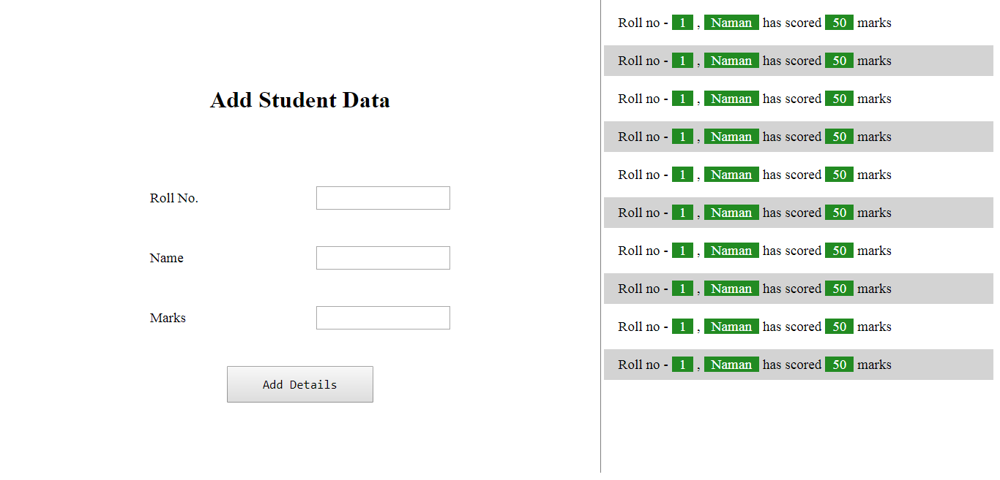 Add Student Data
Roll No.
Name
Marks
Add Details
Roll no - 1 , Naman has scored 50 marks
Roll no - 1 , Naman has scored 50 marks
Roll no - 1 , Naman has scored 50 marks
Roll no - 1 , Naman has scored 50 marks
Roll no - 1 , Naman has scored 50 marks
Roll no - 1 , Naman has scored 50 marks
Roll no - 1 , Naman has scored 50 marks
Roll no - 1 , Naman has scored 50 marks
Roll no - 1 , Naman has scored 50 marks
Roll no - 1 , Naman has scored 50 marks